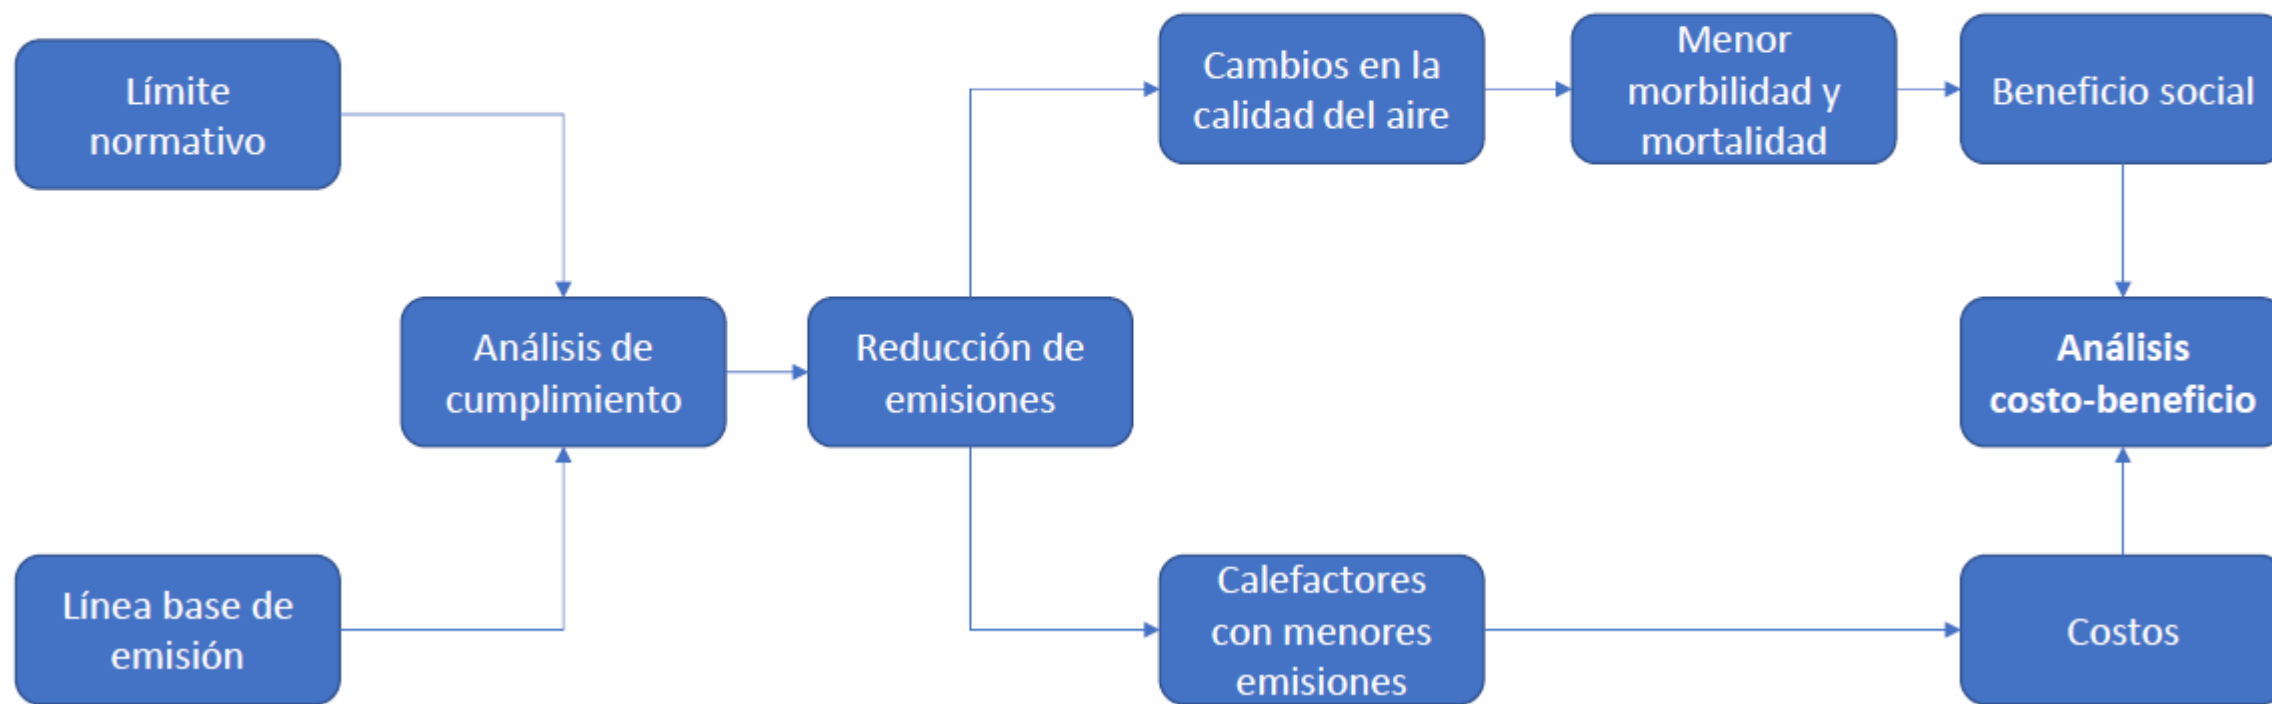 Límite
normativo
Línea base de
emisión
Análisis de
cumplimiento
Reducción de
emisiones
Cambios en la
calidad del aire
Menor
morbilidad y
mortalidad
Beneficio social
Calefactores
con menores
emisiones
Costos
Análisis
costo-beneficio